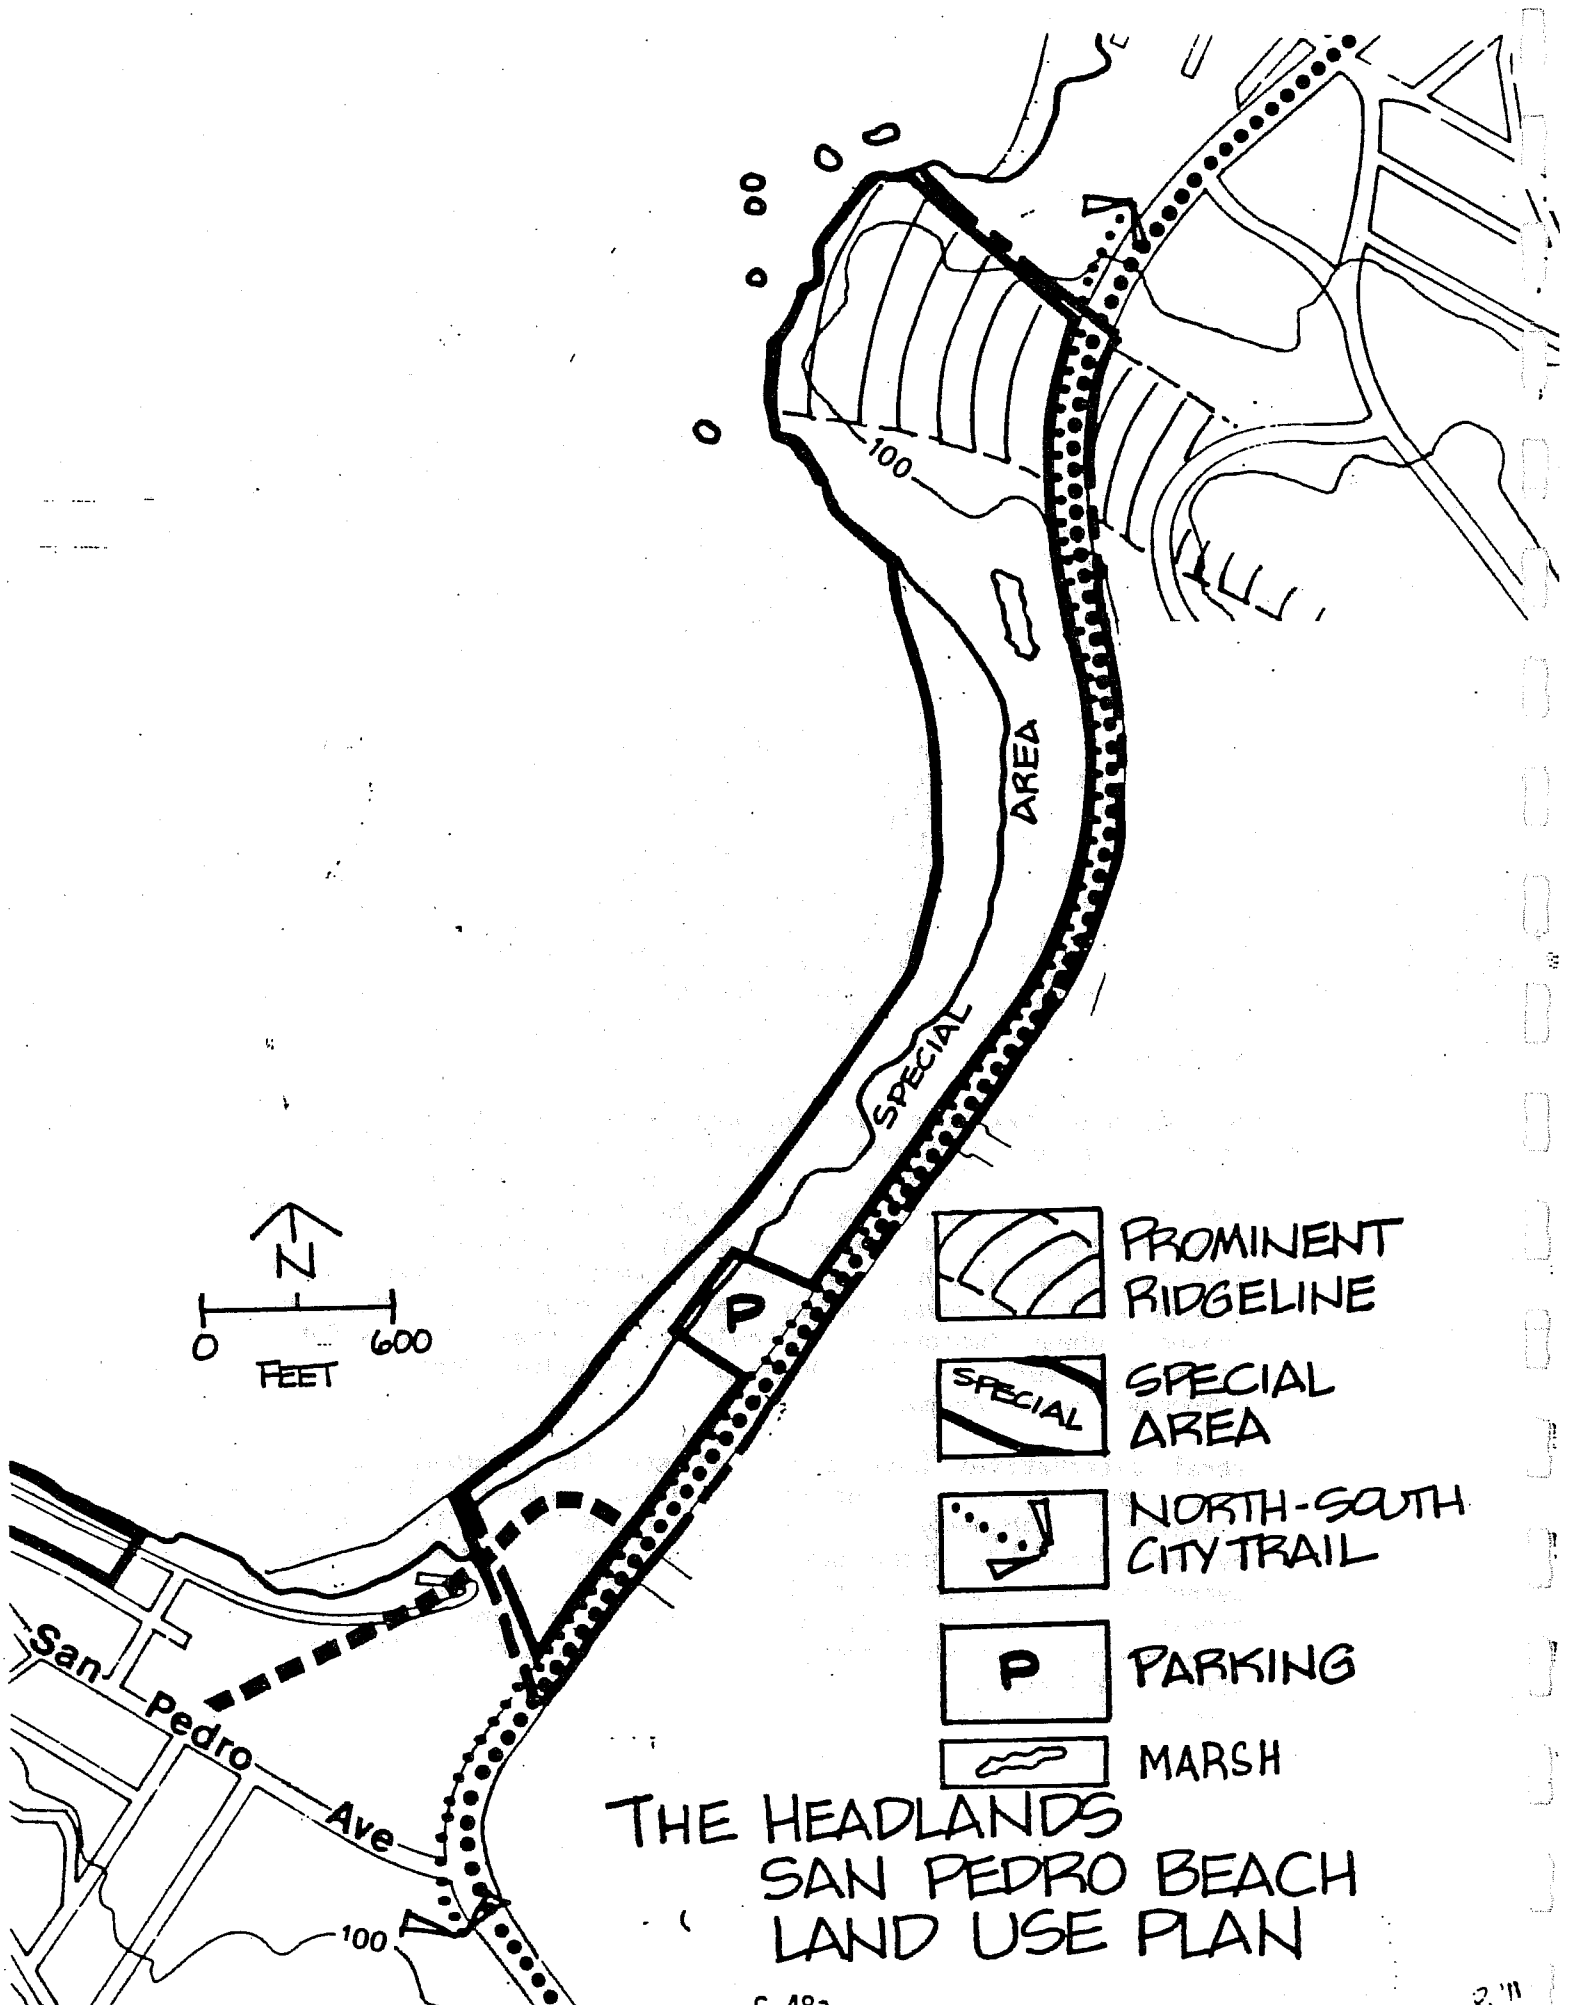 100
AREA
SPECIAL
P
N
0 600
FEET
PROMINENT
RIDGELINE
SPECIAL
SPECIAL
AREA
NORTH-SOUTH
CITY TRAIL
P
PARKING
MARSH
San Pedro Ave
100
THE HEADLANDS
SAN PEDRO BEACH
LAND USE PLAN